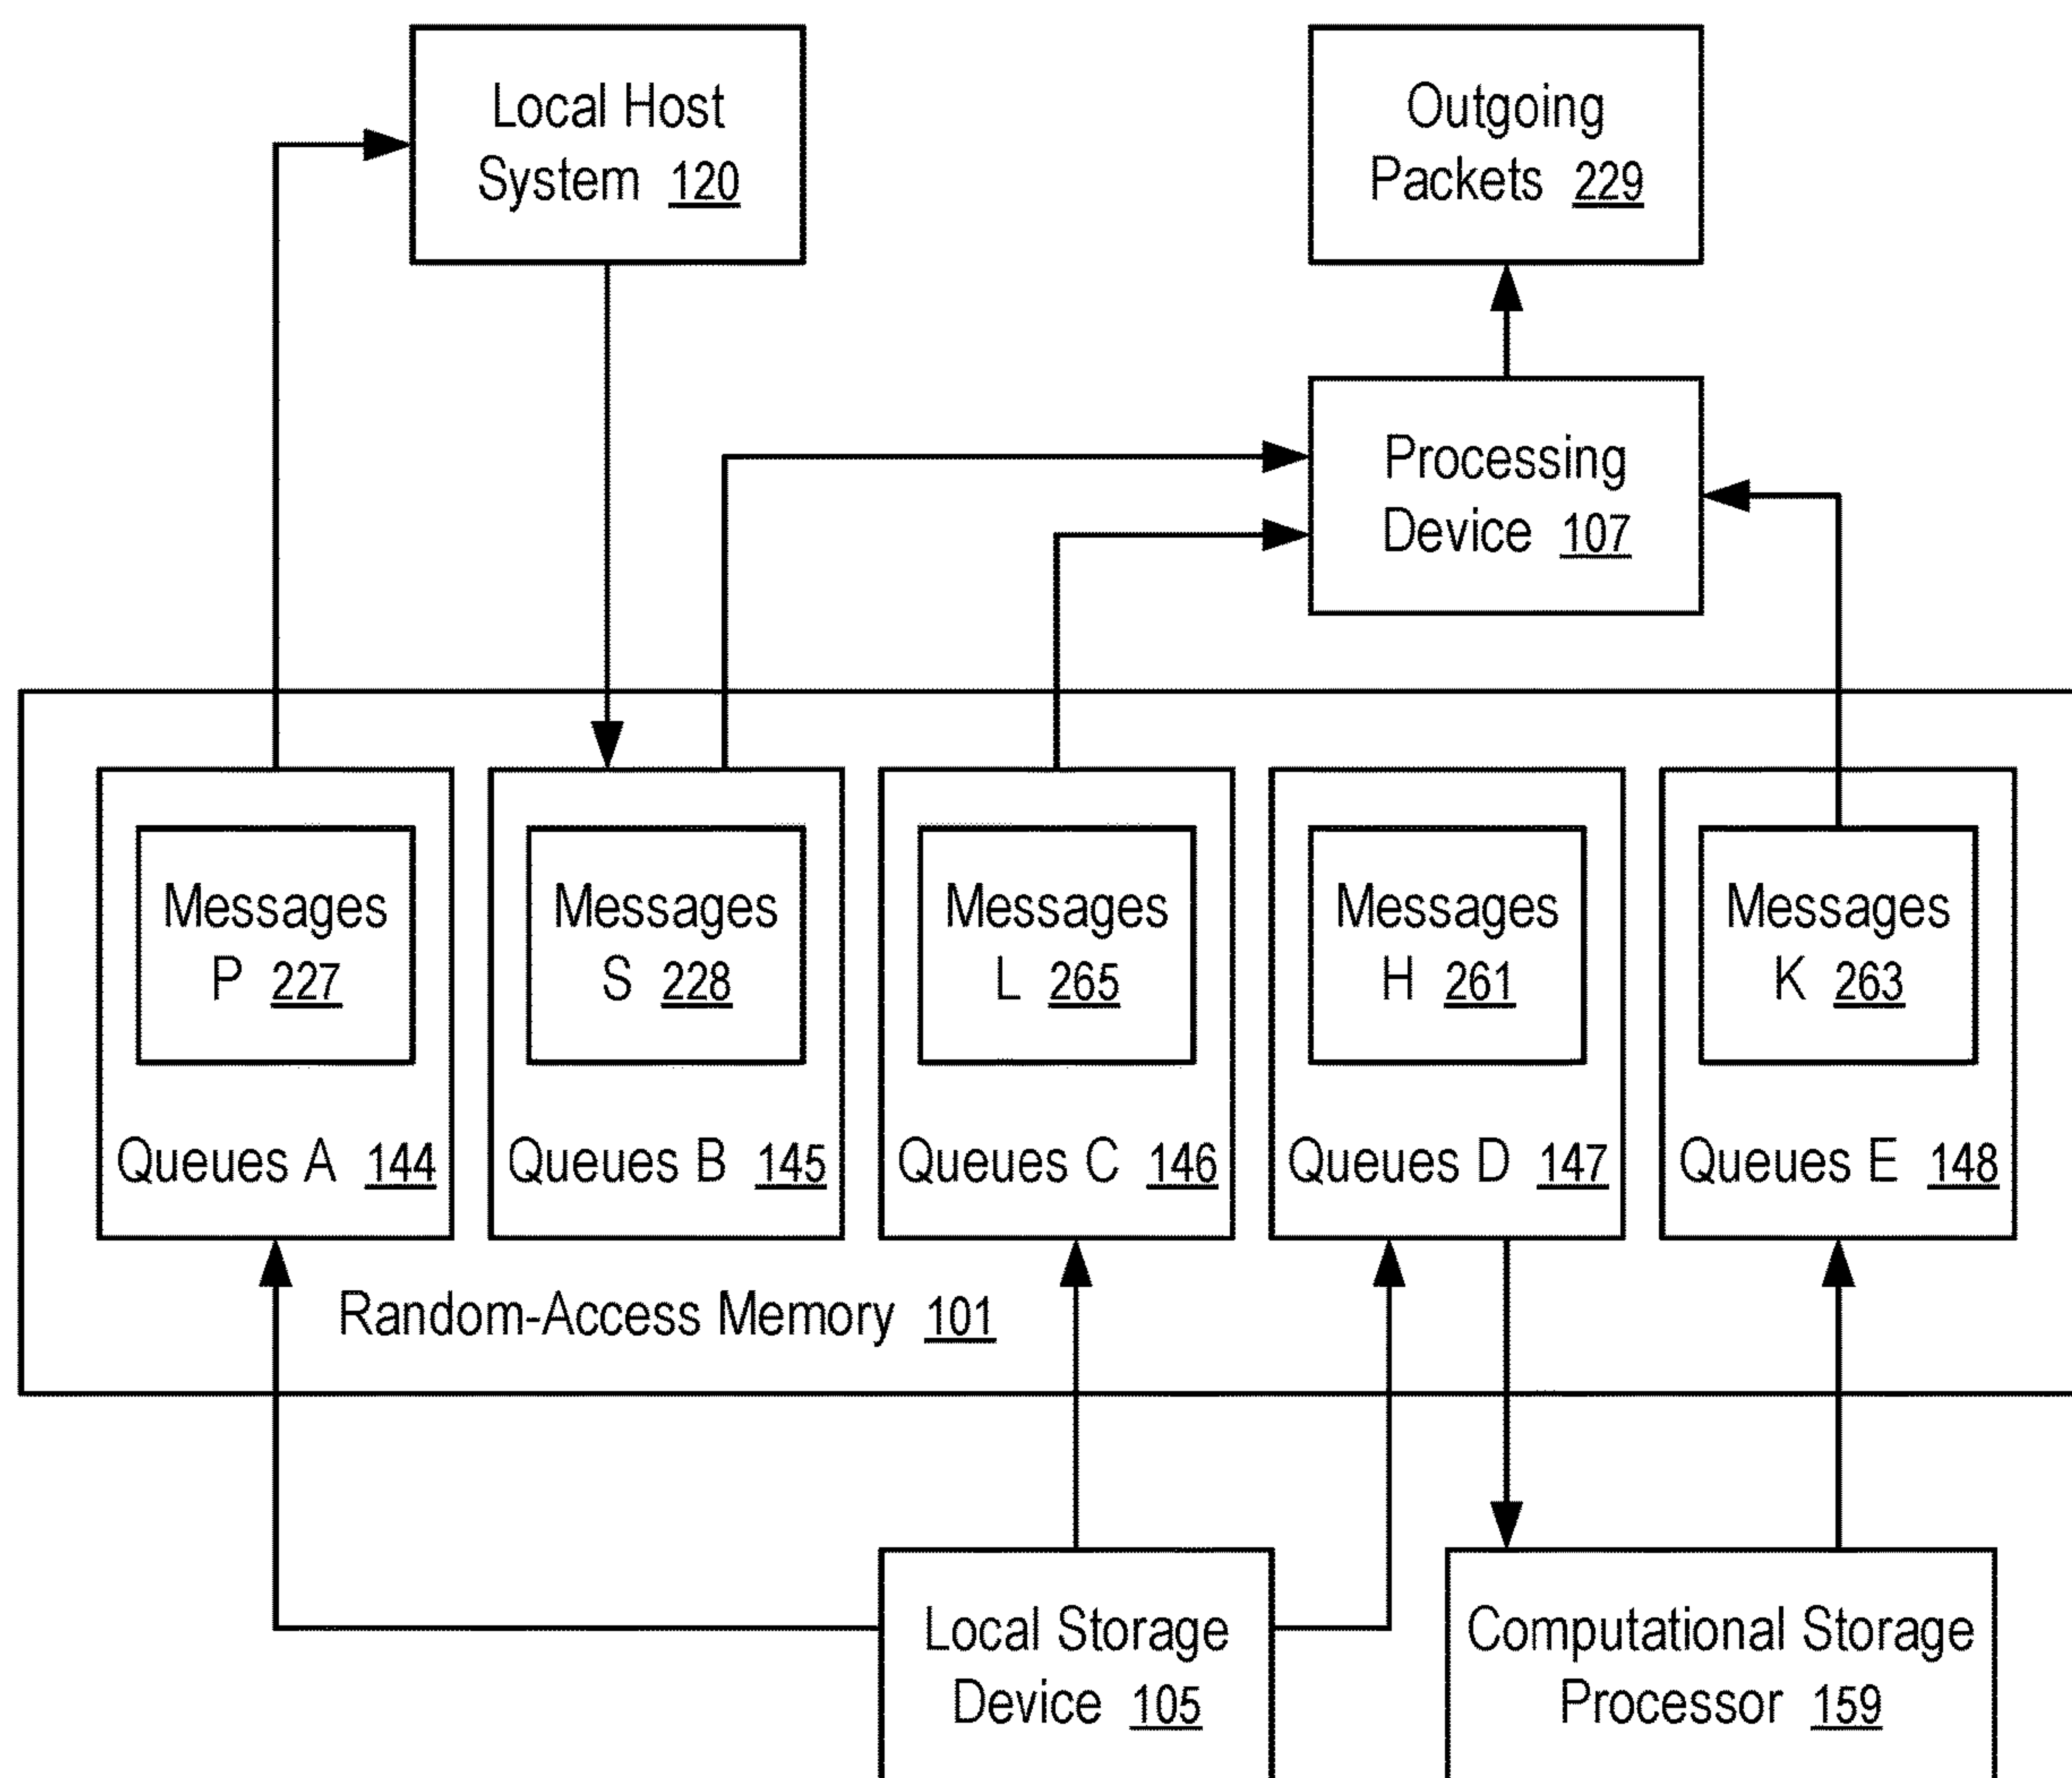 Local Host
System 120
Outgoing
Packets 229
Processing
Device 107
Messages
P 227
Messages
S 228
Messages
L 265
Messages
H 261
Messages
K 263
Queues A 144
Queues B 145
Queues C 146
Queues D 147
Queues E 148
Random-Access Memory 101
Local Storage
Device 105
Computational Storage
Processor 159